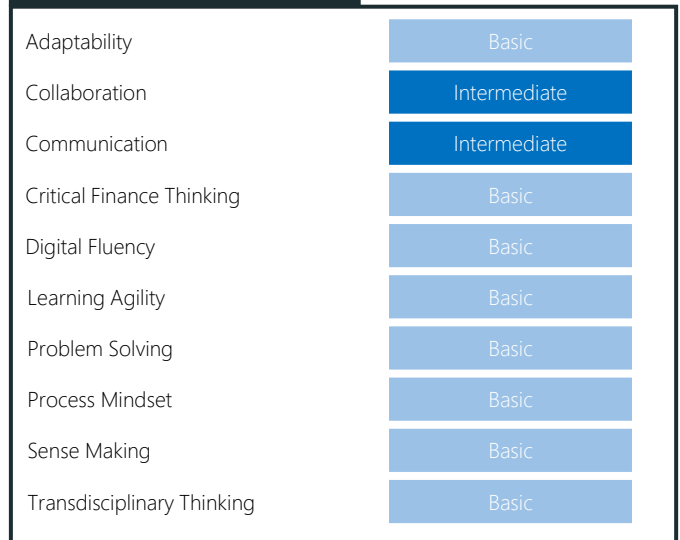 Adaptability Basic
Collaboration Intermediate
Communication Intermediate
Critical Finance Thinking Basic
Digital Fluency Basic
Learning Agility Basic
Problem Solving Basic
Process Mindset Basic
Sense Making Basic
Transdisciplinary Thinking Basic